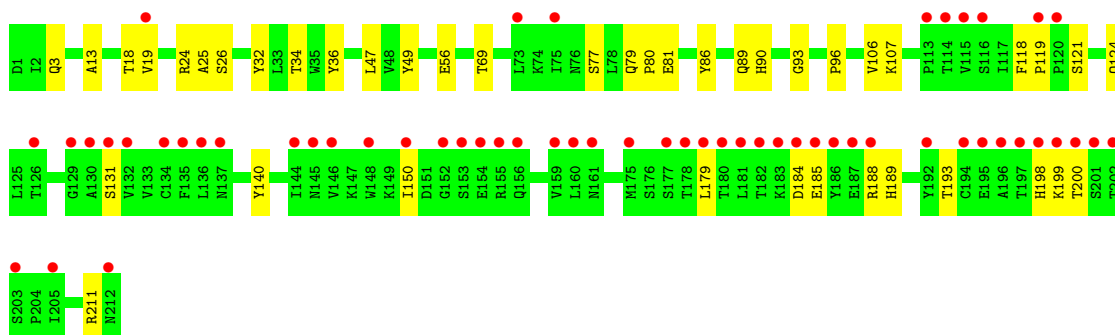 D1 I2 Q3 A13 T18 V19 R24 A25 S26 Y32 L33 T34 W35 Y36 L47 V48 Y49 E56 T69 L73 K74 I75 N76 S77 L78 Q79 P80 E81 Y86 Q89 H90 G93 P96 V106 K107 P113 T114 V115 S116 I117 F118 P119 P120 S121
L125 T126 G129 A130 S131 V132 V133 C134 F135 L136 N137 Y140 I144 N145 V146 K147 W148 K149 I150 D151 G152 S153 E154 R155 Q156 V159 L160 N161 M175 S176 S177 T178 L179 T180 L181 T182 K183 D184 E185 Y186 E187 R188 H189 Y192 T193 C194 E195 A196 T197 H198 K199 T200 S201
S203 P204 I205 R211 N212